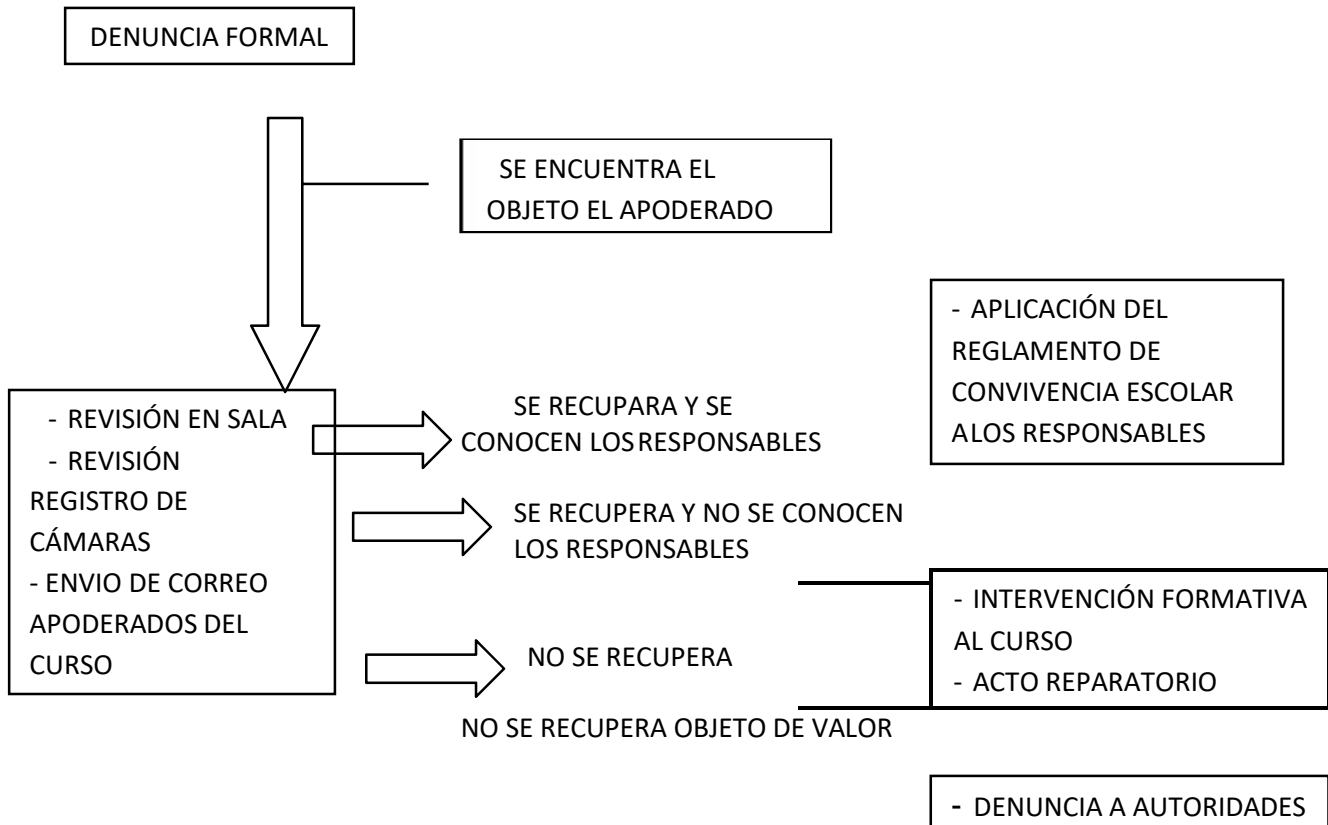 DENUNCIA FORMAL
SE ENCUENTRA EL
OBJETO EL APODERADO
- APLICACIÓN DEL
REGLAMENTO DE
CONVIVENCIA ESCOLAR
ALOS RESPONSABLES
- REVISIÓN EN SALA
- REVISIÓN
REGISTRO DE
CÁMARAS
- ENVIO DE CORREO
APODERADOS DEL
CURSO
SE RECUPARA Y SE
CONOCEN LOS RESPONSABLES
SE RECUPERA Y NO SE CONOCEN
LOS RESPONSABLES
NO SE RECUPERA
NO SE RECUPERA OBJETO DE VALOR
- INTERVENCIÓN FORMATIVA
AL CURSO
- ACTO REPARATORIO
- DENUNCIA A AUTORIDADES